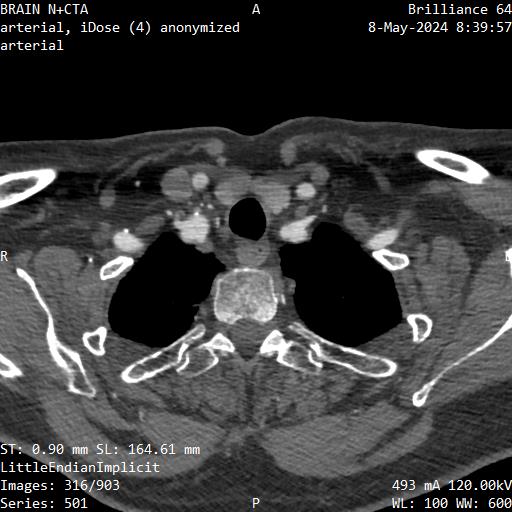 BRAIN N+CTA A Brilliance 64
arterial, iDose (4) anonymized 8-May-2024 8:39:57
arterial
R
ST: 0.90 mm SL: 164.61 mm
LittleEndianImplicit
Images: 316/903 493 mA 120.00kV
Series: 501 P WL: 100 WW: 600